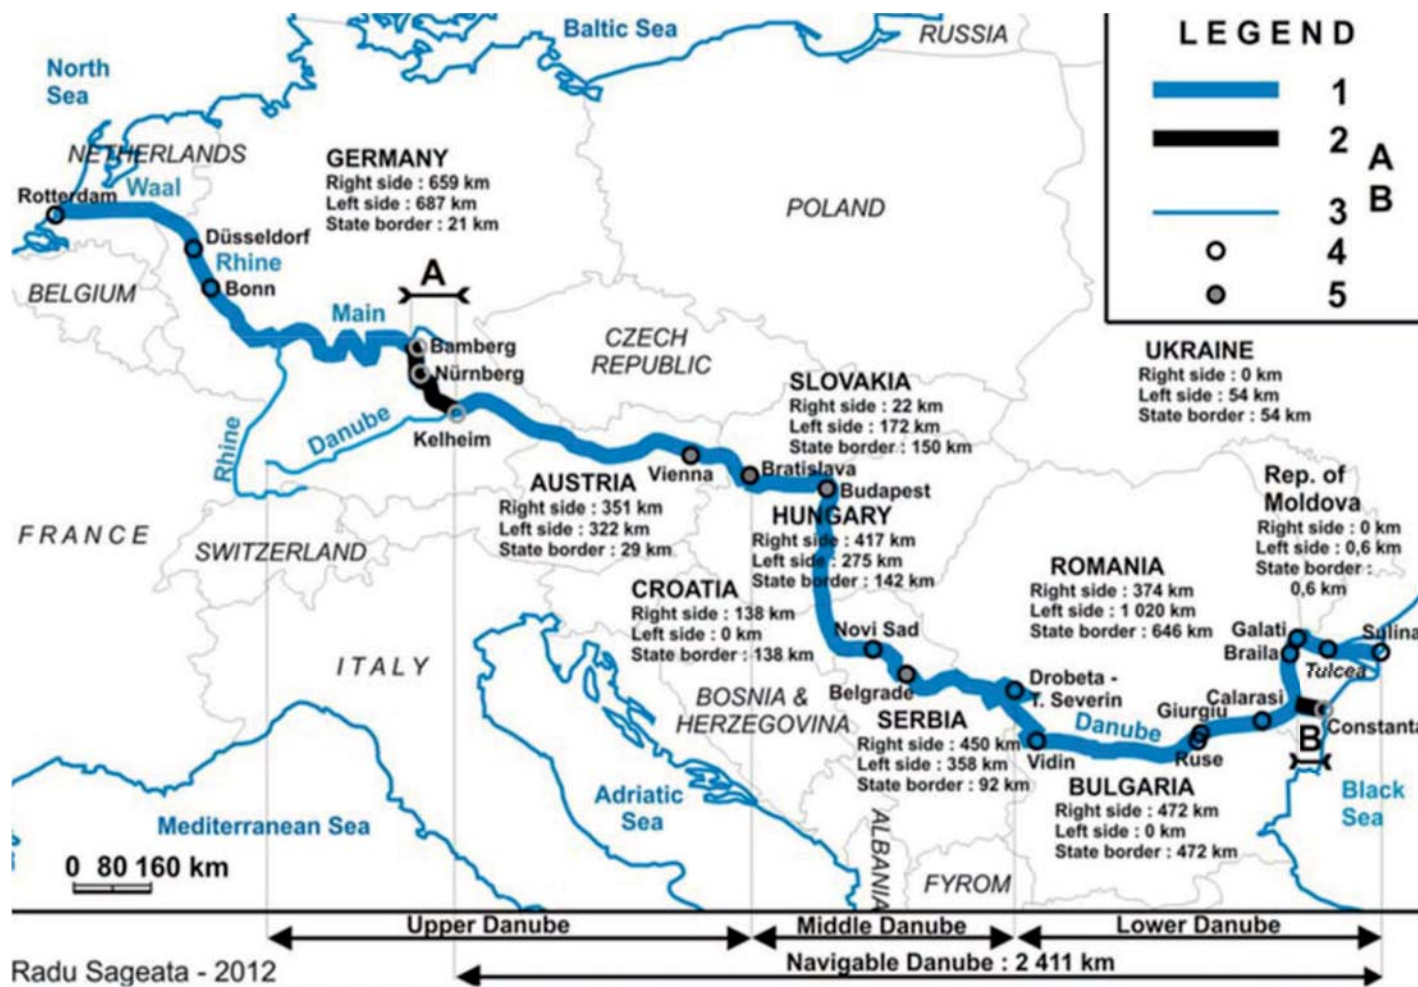 North
Sea
Baltic Sea
RUSSIA
LEGEND
1
2
A
B
3
4
5
NETHERLANDS
Waal
Rotterdam
Düsseldorf
Rhine
Bonn
BELGIUM
GERMANY
Right side : 659 km
Left side : 687 km
State border : 21 km
A
POLAND
Main
Bamberg
Nürnberg
Danube
Kelheim
Rhine
CZECH
REPUBLIC
SLOVAKIA
Right side : 22 km
Left side : 172 km
State border : 150 km
UKRAINE
Right side : 0 km
Left side : 54 km
State border : 54 km
Vienna
Bratislava
Budapest
AUSTRIA
Right side : 351 km
Left side : 322 km
State border : 29 km
HUNGARY
Right side : 417 km
Left side : 275 km
State border : 142 km
Rep. of
Moldova
Right side : 0 km
Left side : 0,6 km
State border :
0,6 km
FRANCE
SWITZERLAND
CROATIA
Right side : 138 km
Left side : 0 km
State border : 138 km
ROMANIA
Right side : 374 km
Left side : 1 020 km
State border : 646 km
ITALY
Novi Sad
Belgrade
BOSNIA &
HERZEGOVINA
Drobeta -
T. Severin
Galati
Braila
Sulina
Tulcea
Calarasi
Giurgiu
Danube
Constanta
B
Vidin
Ruse
SERBIA
Right side : 450 km
Left side : 358 km
State border : 92 km
BULGARIA
Right side : 472 km
Left side : 0 km
State border : 472 km
Black
Sea
Adriatic
Sea
Mediterranean Sea
ALBANIA
FYROM
0 80 160 km
Upper Danube
Middle Danube
Lower Danube
Navigable Danube : 2 411 km
Radu Sageata - 2012